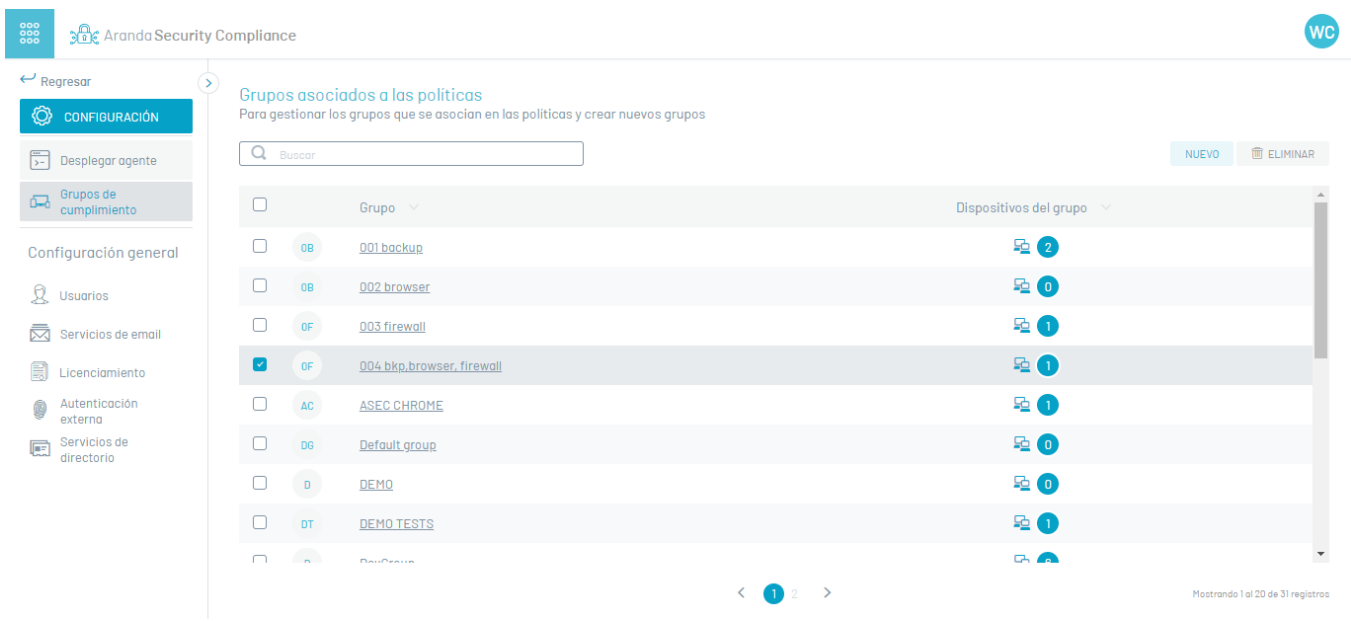 Aranda Security Compliance
WC
Regresar
CONFIGURACIÓN
Desplegar agente
Grupos de
cumplimiento
Configuración general
Usuarios
Servicios de email
Licenciamiento
Autenticación
externa
Servicios de
directorio
Grupos asociados a las políticas
Para gestionar los grupos que se asocian en las políticas y crear nuevos grupos
Buscar
NUEVO ELIMINAR
Grupo Dispositivos del grupo
0B 001 backup 2
0B 002 browser 0
0F 003 firewall 1
0F 004 bkp,browser, firewall 1
AC ASEC CHROME 1
DG Default group 0
D DEMO 0
DT DEMO TESTS 1
1 2
Mostrando 1 al 20 de 31 registros